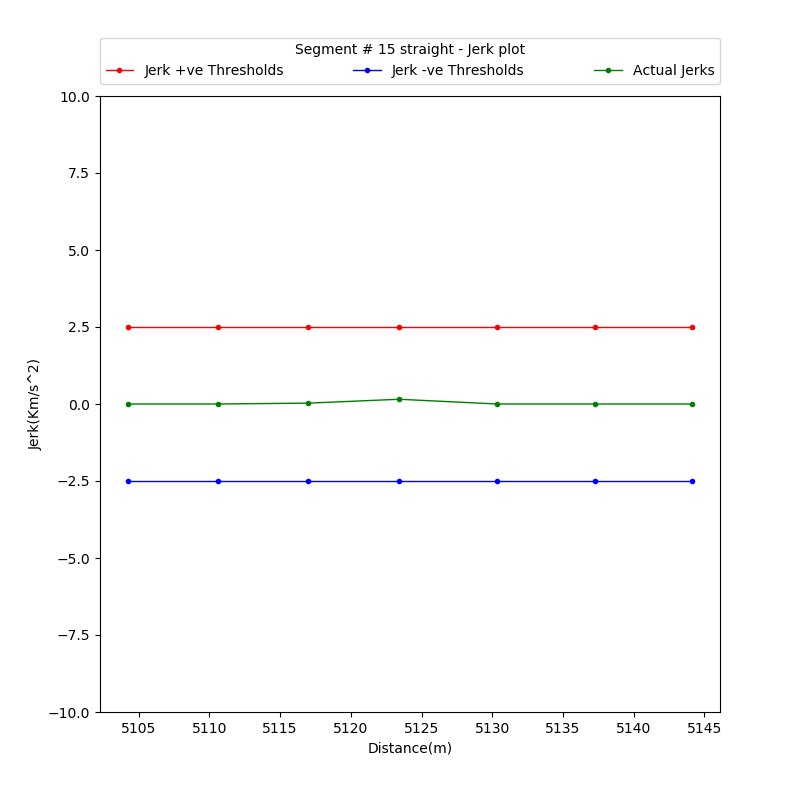 Segment # 15 straight - Jerk plot
Jerk +ve Thresholds Jerk -ve Thresholds Actual Jerks
10.0
7.5
5.0
2.5
0.0
−2.5
−5.0
−7.5
−10.0
Jerk(Km/s^2)
5105 5110 5115 5120 5125 5130 5135 5140 5145
Distance(m)